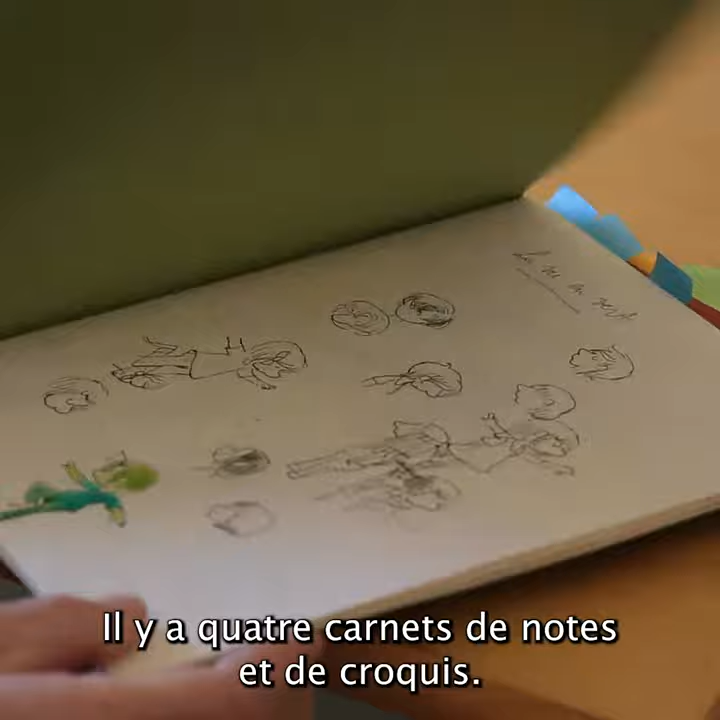 Il y a quatre carnets de notes
et de croquis.